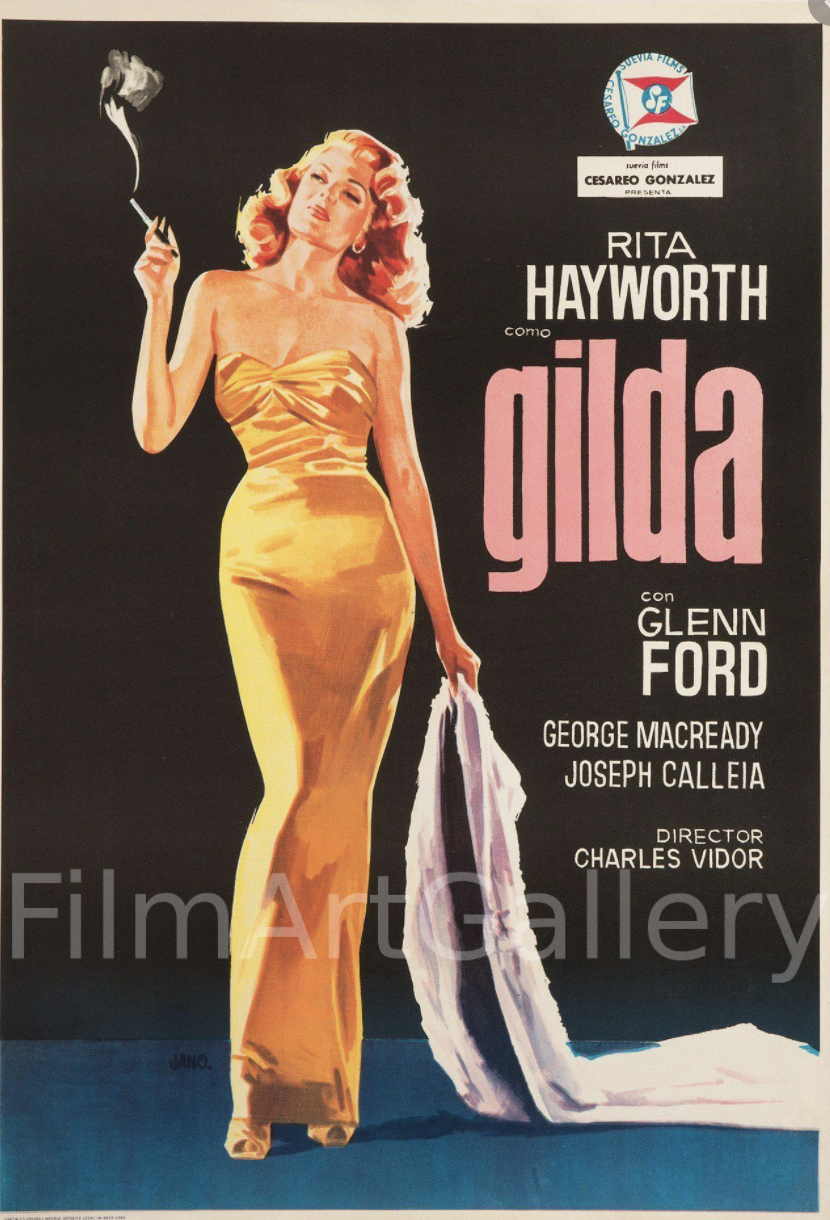 SUEVIA FILMS
CESAREO GONZALEZ
SF
suevia films
CESAREO GONZALEZ
PRESENTA
RITA
HAYWORTH
como
gilda
con
GLENN
FORD
GEORGE MACREADY
JOSEPH CALLEIA
DIRECTOR
CHARLES VIDOR
FilmArtGallery
JANO.